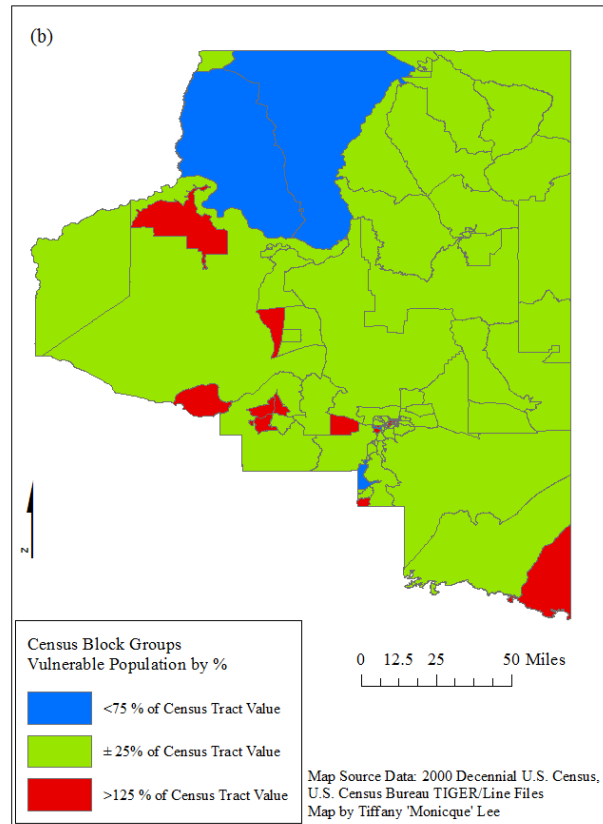 (b)
z
Census Block Groups
Vulnerable Population by %
<75 % of Census Tract Value
± 25% of Census Tract Value
>125 % of Census Tract Value
0 12.5 25 50 Miles
Map Source Data: 2000 Decennial U.S. Census,
U.S. Census Bureau TIGER/Line Files
Map by Tiffany 'Monicque' Lee